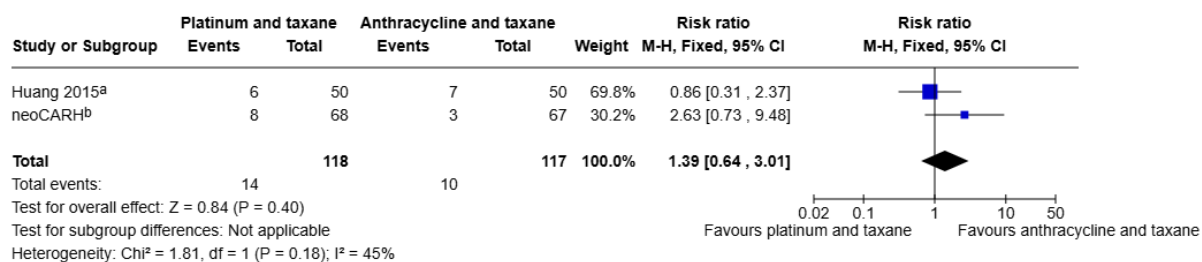 Platinum and taxane Anthracycline and taxane Risk ratio Risk ratio
Study or Subgroup Events Total Events Total Weight M-H, Fixed, 95% CI M-H, Fixed, 95% CI
Huang 2015ᵃ 6 50 7 50 69.8% 0.86 [0.31 , 2.37]
neoCARHᵇ 8 68 3 67 30.2% 2.63 [0.73 , 9.48]
Total 118 117 100.0% 1.39 [0.64 , 3.01]
Total events: 14 10
Test for overall effect: Z = 0.84 (P = 0.40)
0.02 0.1 1 10 50
Test for subgroup differences: Not applicable
Favours platinum and taxane Favours anthracycline and taxane
Heterogeneity: Chi² = 1.81, df = 1 (P = 0.18); I² = 45%